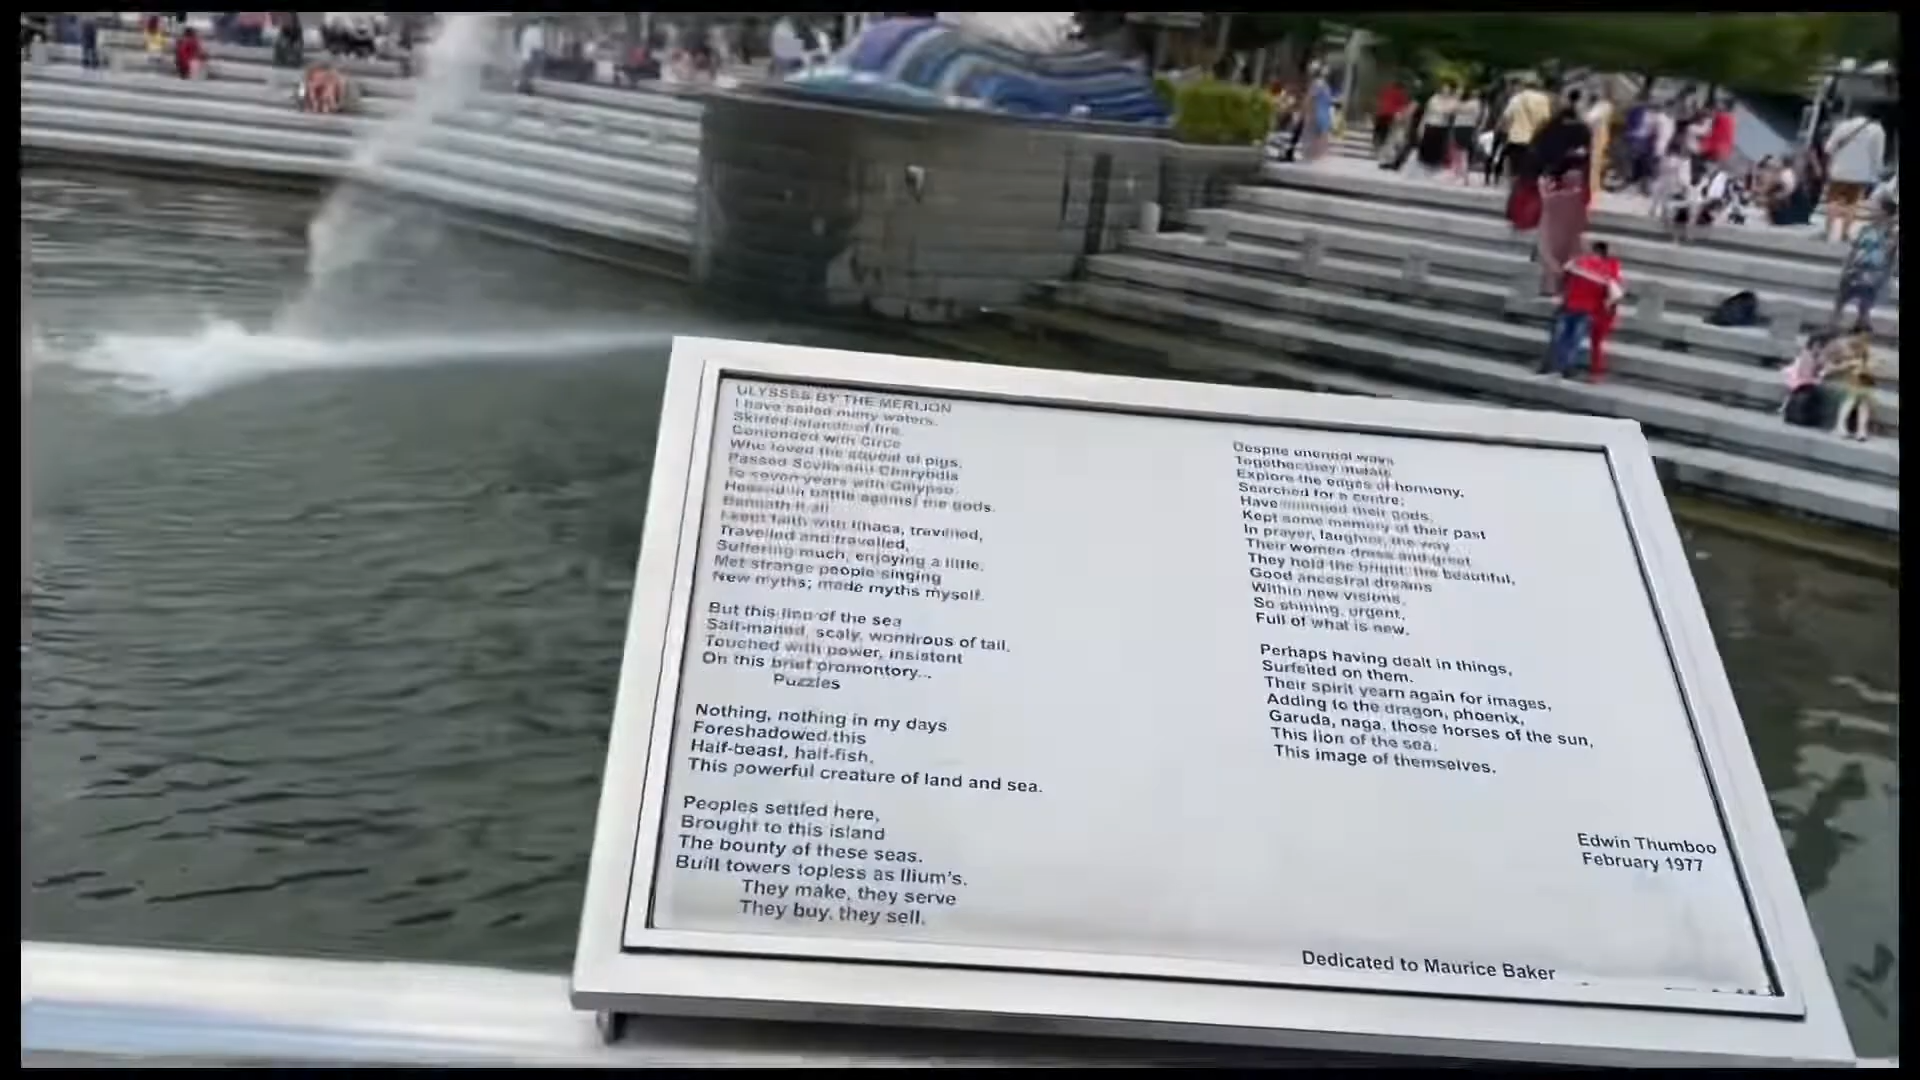 ULYSSES BY THE MERLION
I have sailed many waters,
Skirted islands of fire,
Contended with Circe
Who loved the squeal of pigs,
Passed Scylla and Charybdis
To seven years with Calypso,
Heaved in battle against the gods.
Beneath it all
I kept faith with Ithaca, travelled,
Travelled and travelled,
Suffering much, enjoying a little.
Met strange people singing
New myths; made myths myself.
But this lion of the sea
Salt-maned, scaly, wondrous of tail,
Touched with power, insistent
On this brief promontory...
Puzzles
Nothing, nothing in my days
Foreshadowed this
Half-beast, half-fish,
This powerful creature of land and sea.
Peoples settled here,
Brought to this island
The bounty of these seas.
Built towers topless as Ilium's.
They make, they serve
They buy, they sell.
Despite unequal ways
Together they mutate,
Explore the edges of harmony,
Searched for a centre;
Have changed their gods,
Kept some memory of their past
In prayer, laughter, the way
Their women dress and greet
They hold the bright, the beautiful,
Good ancestral dreams
Within new visions,
So shining, urgent,
Full of what is new.
Perhaps having dealt in things,
Surfeited on them.
Their spirit yearn again for images,
Adding to the dragon, phoenix,
Garuda, naga, those horses of the sun,
This lion of the sea.
This image of themselves.
Edwin Thumboo
February 1977
Dedicated to Maurice Baker